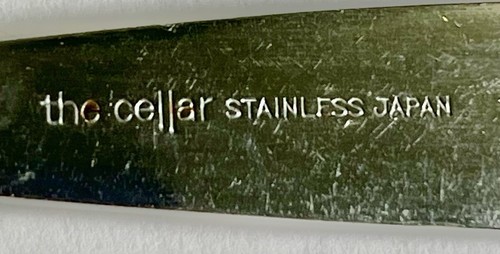 the cellar STAINLESS JAPAN